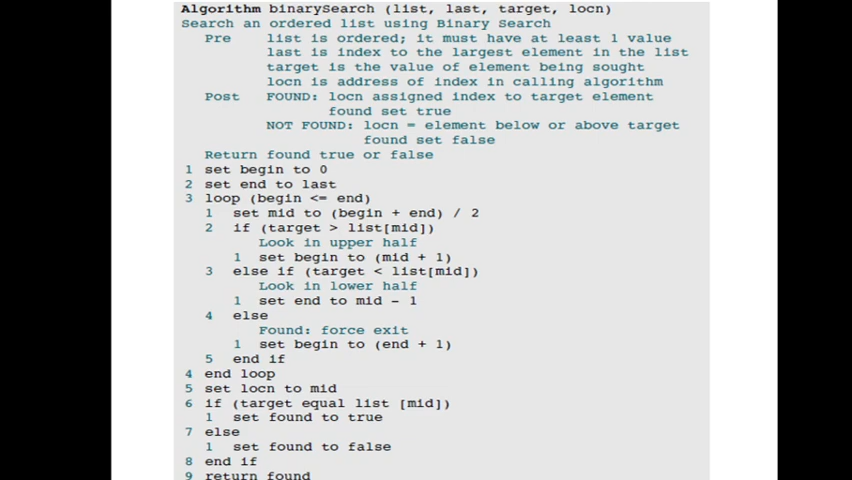 Algorithm binarySearch (list, last, target, locn)
Search an ordered list using Binary Search
Pre list is ordered; it must have at least 1 value
last is index to the largest element in the list
target is the value of element being sought
locn is address of index in calling algorithm
Post FOUND: locn assigned index to target element
found set true
NOT FOUND: locn = element below or above target
found set false
Return found true or false
1 set begin to 0
2 set end to last
3 loop (begin <= end)
1 set mid to (begin + end) / 2
2 if (target > list[mid])
Look in upper half
1 set begin to (mid + 1)
3 else if (target < list[mid])
Look in lower half
1 set end to mid - 1
4 else
Found: force exit
1 set begin to (end + 1)
5 end if
4 end loop
5 set locn to mid
6 if (target equal list [mid])
1 set found to true
7 else
1 set found to false
8 end if
9 return found